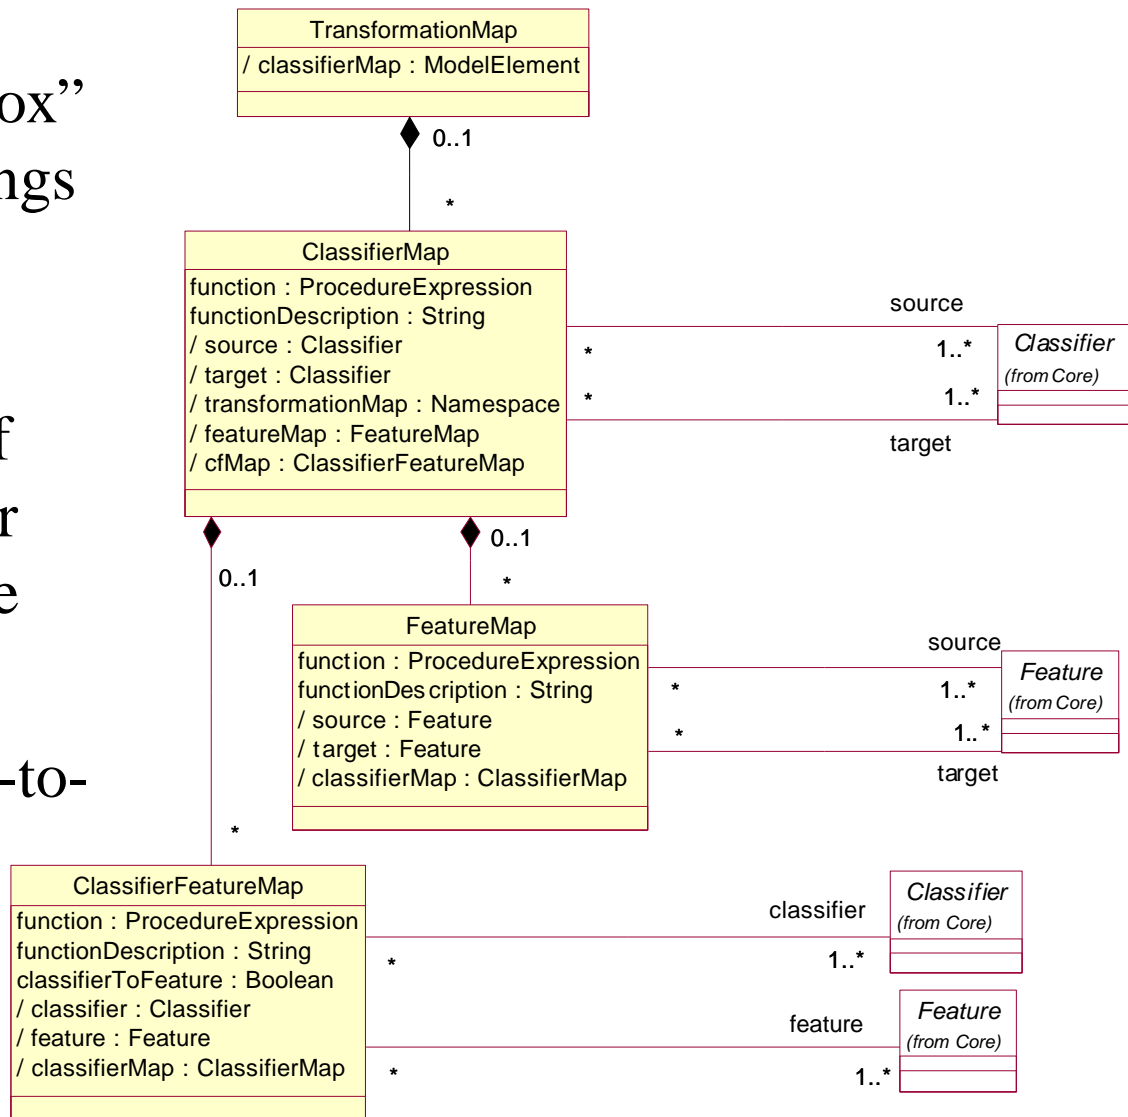 TransformationMap
/ classifierMap : ModelElement
ox”
ngs
0..1
*
ClassifierMap
function : ProcedureExpression
functionDescription : String
/ source : Classifier
/ target : Classifier
/ transformationMap : Namespace
/ featureMap : FeatureMap
/ cfMap : ClassifierFeatureMap
source
*
1..*
Classifier
(from Core)
*
1..*
target
f
r
e
-to-
0..1
0..1
*
*
FeatureMap
function : ProcedureExpression
functionDescription : String
/ source : Feature
/ target : Feature
/ classifierMap : ClassifierMap
source
*
1..*
Feature
(from Core)
*
1..*
target
ClassifierFeatureMap
function : ProcedureExpression
functionDescription : String
classifierToFeature : Boolean
/ classifier : Classifier
/ feature : Feature
/ classifierMap : ClassifierMap
classifier
*
1..*
Classifier
(from Core)
feature
*
1..*
Feature
(from Core)